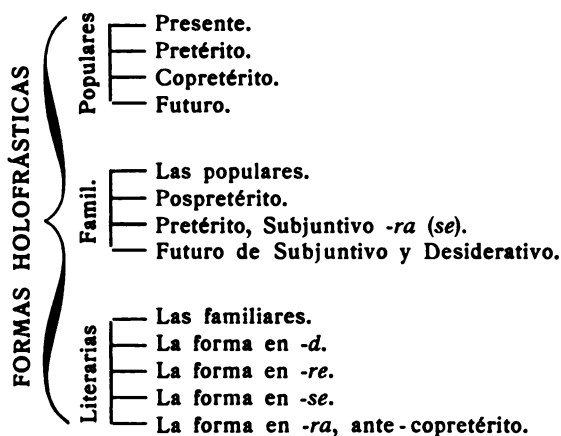 FORMAS HOLOFRÁSTICAS
Populares
Presente.
Pretérito.
Copretérito.
Futuro.
Famil.
Las populares.
Pospretérito.
Pretérito, Subjuntivo -ra (se).
Futuro de Subjuntivo y Desiderativo.
Literarias
Las familiares.
La forma en -d.
La forma en -re.
La forma en -se.
La forma en -ra, ante-copretérito.